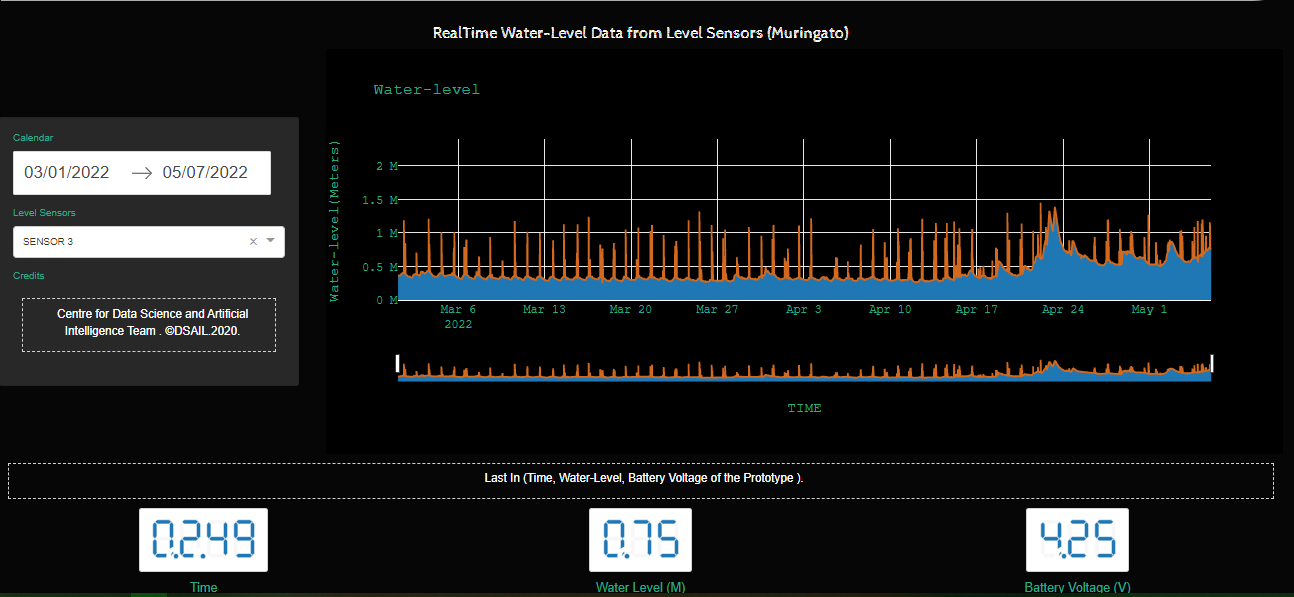 RealTime Water-Level Data from Level Sensors (Muringato)
Water-level
Calendar
03/01/2022 → 05/07/2022
Level Sensors
SENSOR 3
Credits
Centre for Data Science and Artificial
Intelligence Team . ©DSAIL.2020.
Water-level(Meters)
2 M
1.5 M
1 M
0.5 M
0 M
Mar 6 Mar 13 Mar 20 Mar 27 Apr 3 Apr 10 Apr 17 Apr 24 May 1
2022
TIME
Last In (Time, Water-Level, Battery Voltage of the Prototype ).
0.2.49 0.75 4.25
Time Water Level (M) Battery Voltage (V)